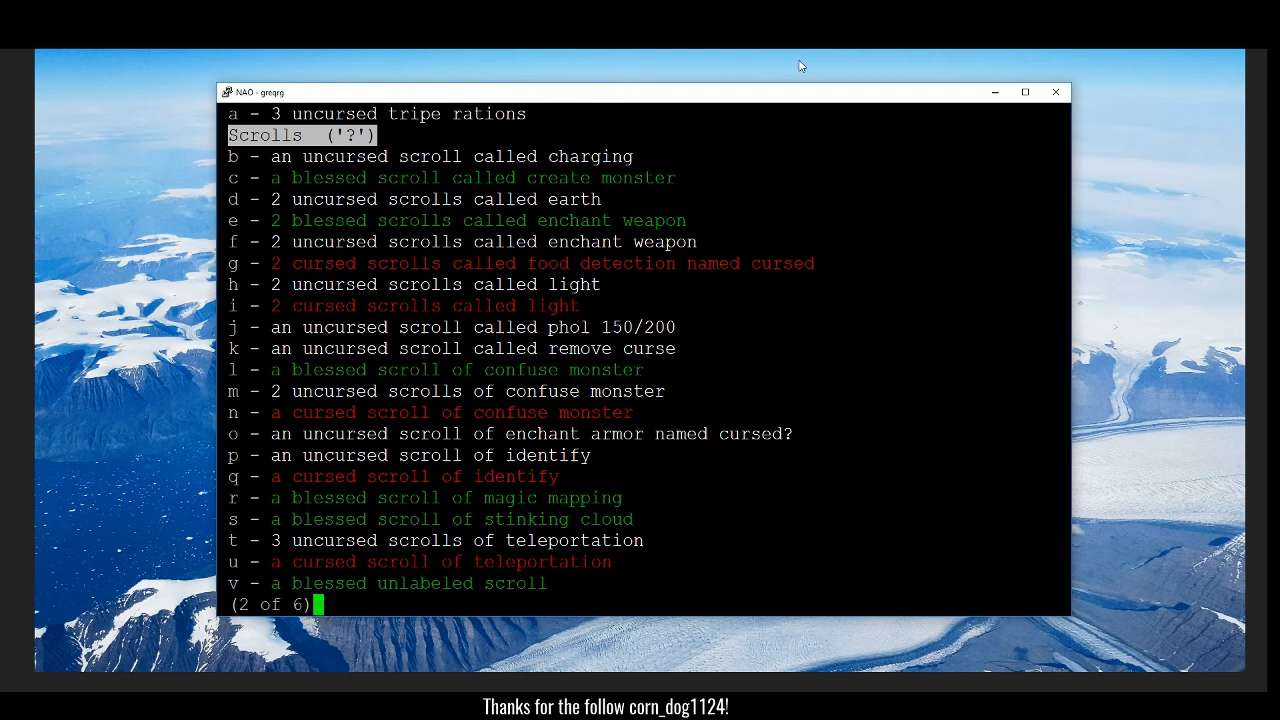 NAO - greqrg
a - 3 uncursed tripe rations
Scrolls  ('?')
b - an uncursed scroll called charging
c - a blessed scroll called create monster
d - 2 uncursed scrolls called earth
e - 2 blessed scrolls called enchant weapon
f - 2 uncursed scrolls called enchant weapon
g - 2 cursed scrolls called food detection named cursed
h - 2 uncursed scrolls called light
i - 2 cursed scrolls called light
j - an uncursed scroll called phol 150/200
k - an uncursed scroll called remove curse
l - a blessed scroll of confuse monster
m - 2 uncursed scrolls of confuse monster
n - a cursed scroll of confuse monster
o - an uncursed scroll of enchant armor named cursed?
p - an uncursed scroll of identify
q - a cursed scroll of identify
r - a blessed scroll of magic mapping
s - a blessed scroll of stinking cloud
t - 3 uncursed scrolls of teleportation
u - a cursed scroll of teleportation
v - a blessed unlabeled scroll
(2 of 6)
Thanks for the follow corn_dog1124!